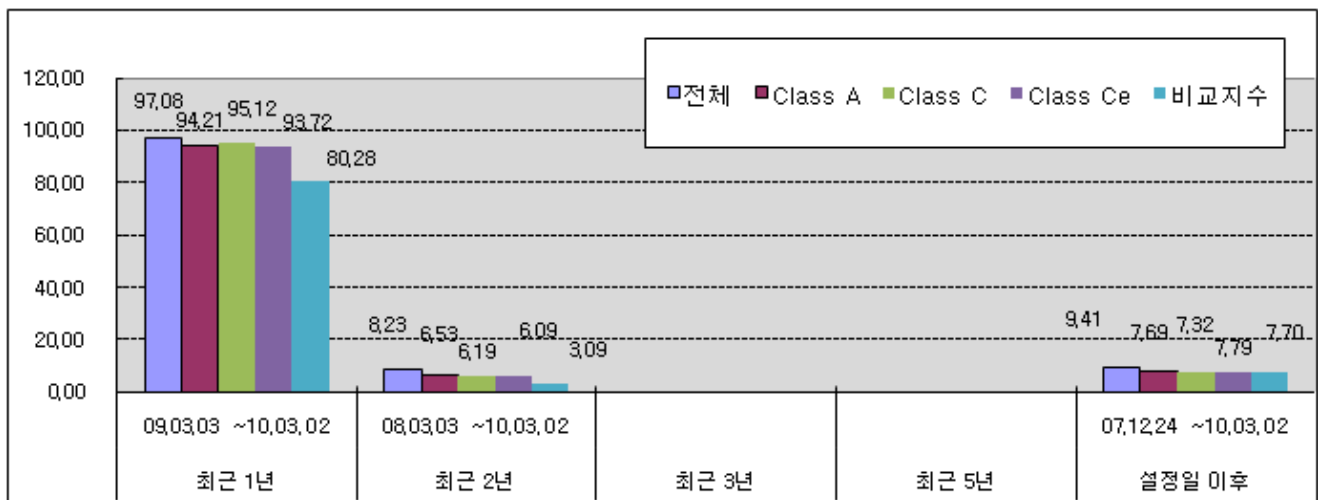 전체 Class A Class C Class Ce 비교지수
120,00
100,00
80,00
60,00
40,00
20,00
0,00
97,08 94,21 95,12 93,72 80,28
8,23 6,53 6,19 6,09 3,09
9,41 7,69 7,32 7,79 7,70
09,03,03 ~10,03,02 08,03,03 ~10,03,02 07,12,24 ~10,03,02
최근 1년 최근 2년 최근 3년 최근 5년 설정일 이후